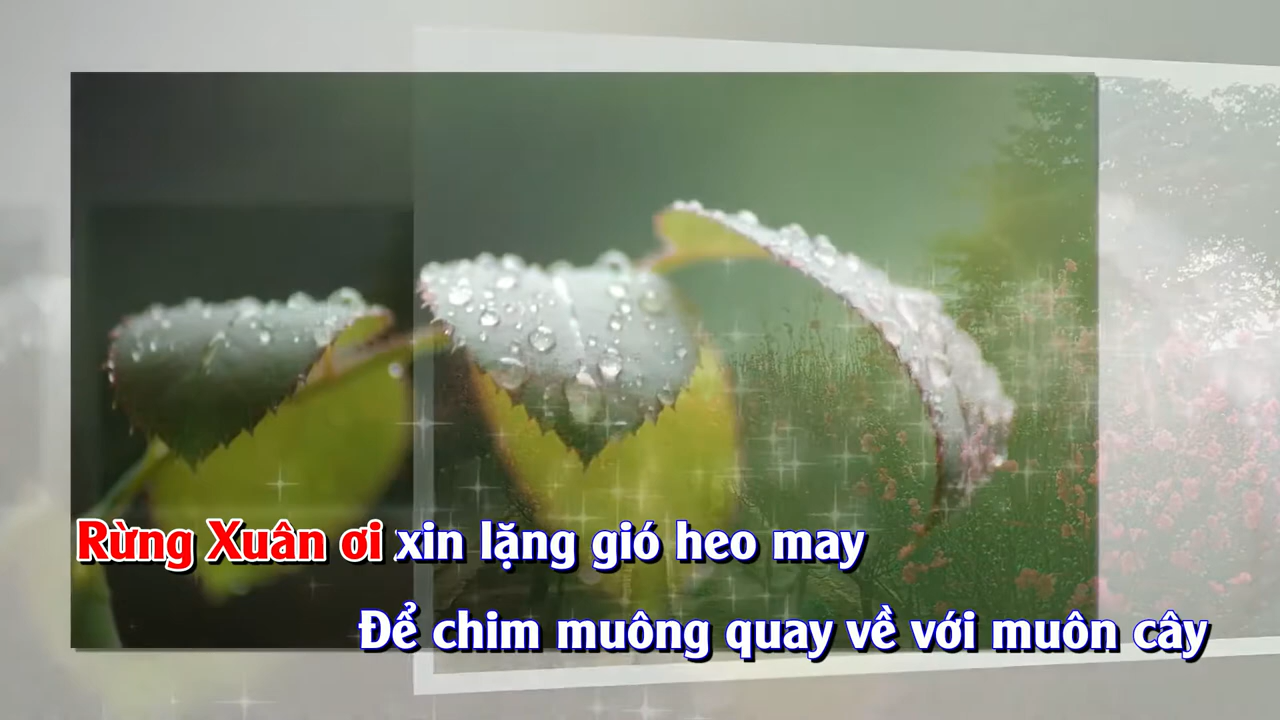 Rừng Xuân ơi xin lặng gió heo may
Để chim muông quay về với muôn cây